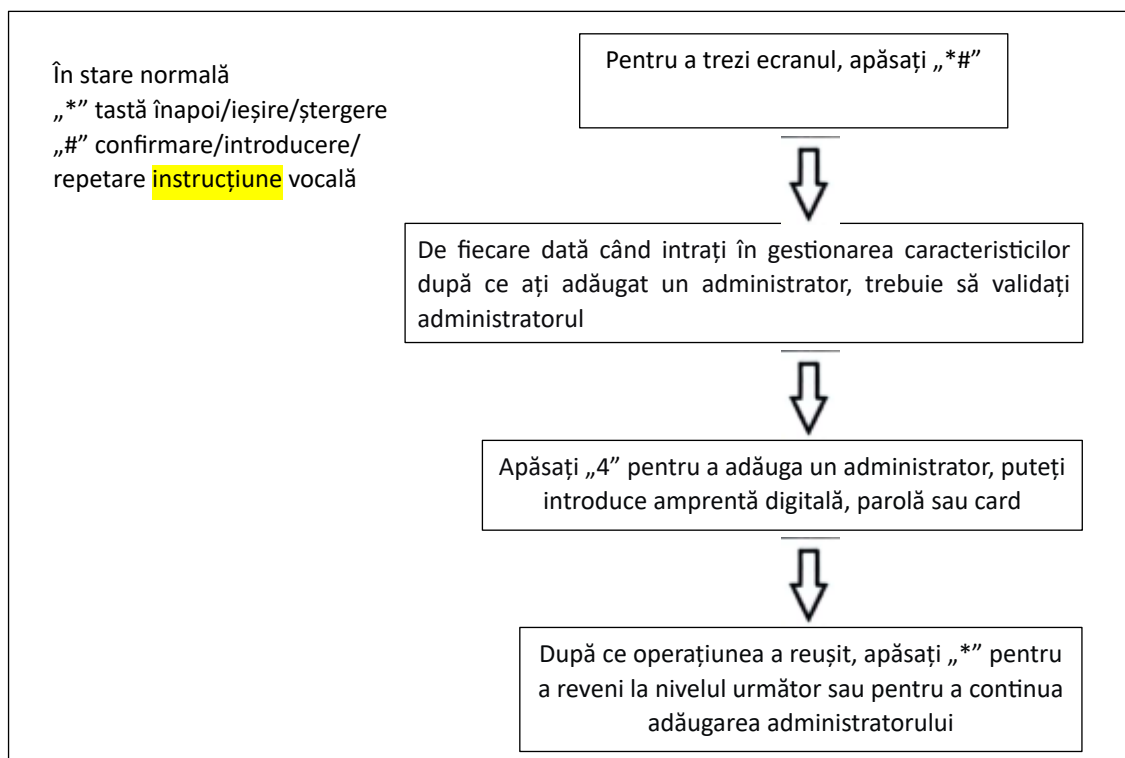 În stare normală
„*” tastă înapoi/ieșire/ștergere
„#” confirmare/introducere/
repetare instrucțiune vocală
Pentru a trezi ecranul, apăsați „*#”
De fiecare dată când intrați în gestionarea caracteristicilor
după ce ați adăugat un administrator, trebuie să validați
administratorul
Apăsați „4” pentru a adăuga un administrator, puteți
introduce amprentă digitală, parolă sau card
După ce operațiunea a reușit, apăsați „*” pentru
a reveni la nivelul următor sau pentru a continua
adăugarea administratorului